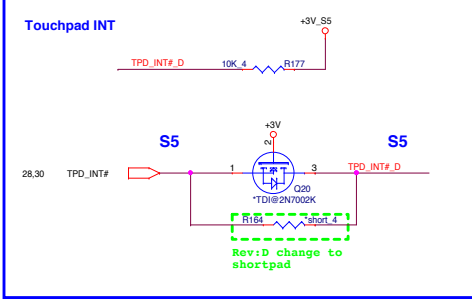 Touchpad INT
+3V_S5
TPD_INT#_D
10K_4
R177
+3V
S5
S5
2
28,30
TPD_INT#
1
3
TPD_INT#_D
Q20
*TDI@2N7002K
R164
*short_4
Rev:D change to
shortpad